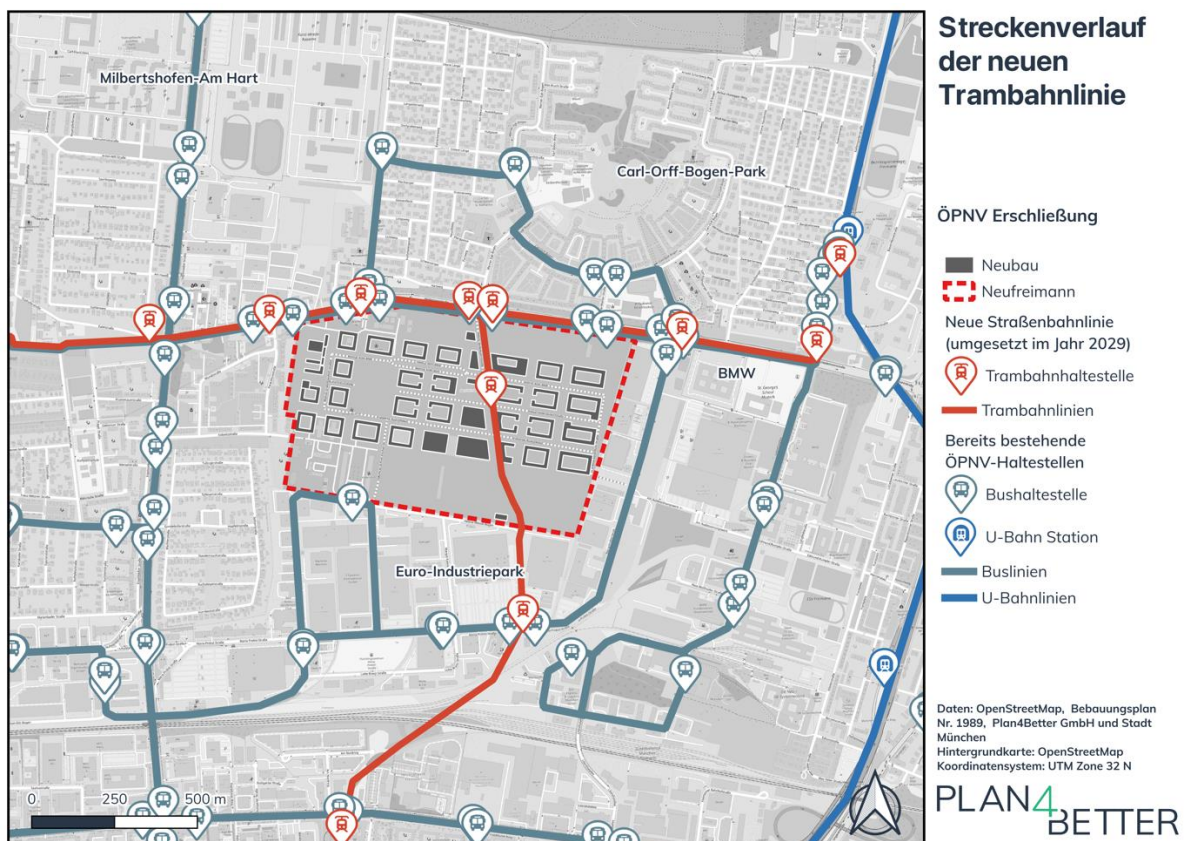 Streckenverlauf
der neuen
Trambahnlinie
Milbertshofen-Am Hart
Carl-Orff-Bogen-Park
BMW
Euro-Industriepark
0 250 500 m
ÖPNV Erschließung
Neubau
Neufreimann
Neue Straßenbahnlinie
(umgesetzt im Jahr 2029)
Trambahnhaltestelle
Trambahnlinien
Bereits bestehende
ÖPNV-Haltestellen
Bushaltestelle
U-Bahn Station
Buslinien
U-Bahnlinien
Daten: OpenStreetMap, Bebauungsplan
Nr. 1989, Plan4Better GmbH und Stadt
München
Hintergrundkarte: OpenStreetMap
Koordinatensystem: UTM Zone 32 N
PLAN4
BETTER